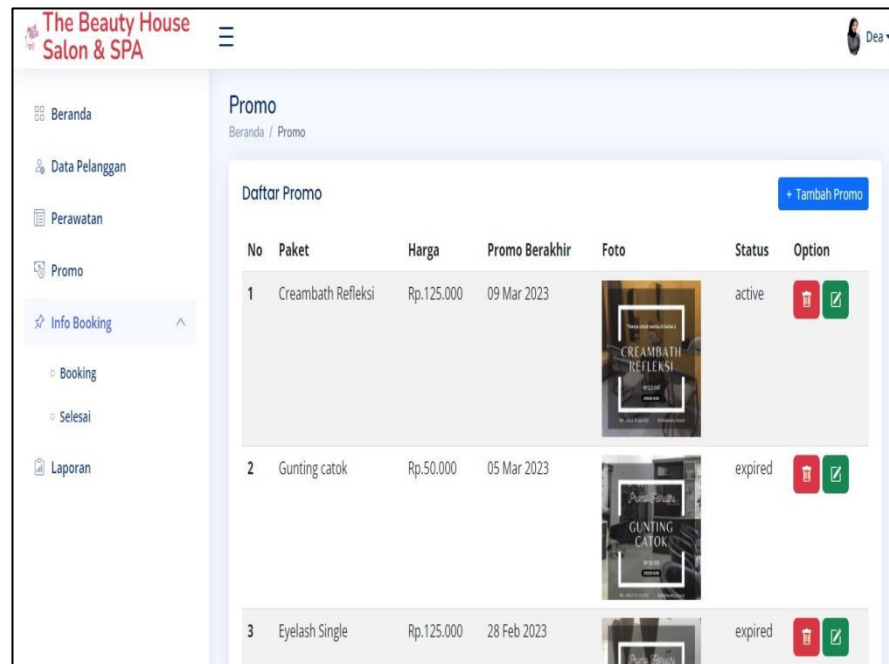 The Beauty House
Salon & SPA
Dea
Beranda
Data Pelanggan
Perawatan
Promo
Info Booking
Booking
Selesai
Laporan
Promo
Beranda / Promo
Daftar Promo
+ Tambah Promo
No Paket Harga Promo Berakhir Foto Status Option
1 Creambath Refleksi Rp.125.000 09 Mar 2023 active
CREAMBATH
REFLEKSI
2 Gunting catok Rp.50.000 05 Mar 2023 expired
GUNTING
CATOK
3 Eyelash Single Rp.125.000 28 Feb 2023 expired